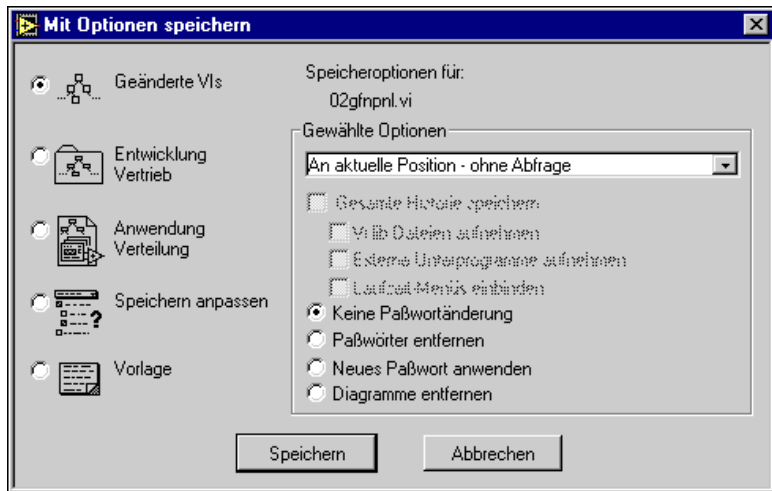 Mit Optionen speichern
Geänderte VIs
Entwicklung
Vertrieb
Anwendung
Verteilung
Speichern anpassen
Vorlage
Speicheroptionen für:
02gfnpnl.vi
Gewählte Optionen
An aktuelle Position - ohne Abfrage
Gesamte Historie speichern
Vi.lib Dateien aufnehmen
Externe Unterprogramme aufnehmen
Laufzeit-Menüs einbinden
Keine Paßwortänderung
Paßwörter entfernen
Neues Paßwort anwenden
Diagramme entfernen
Speichern
Abbrechen